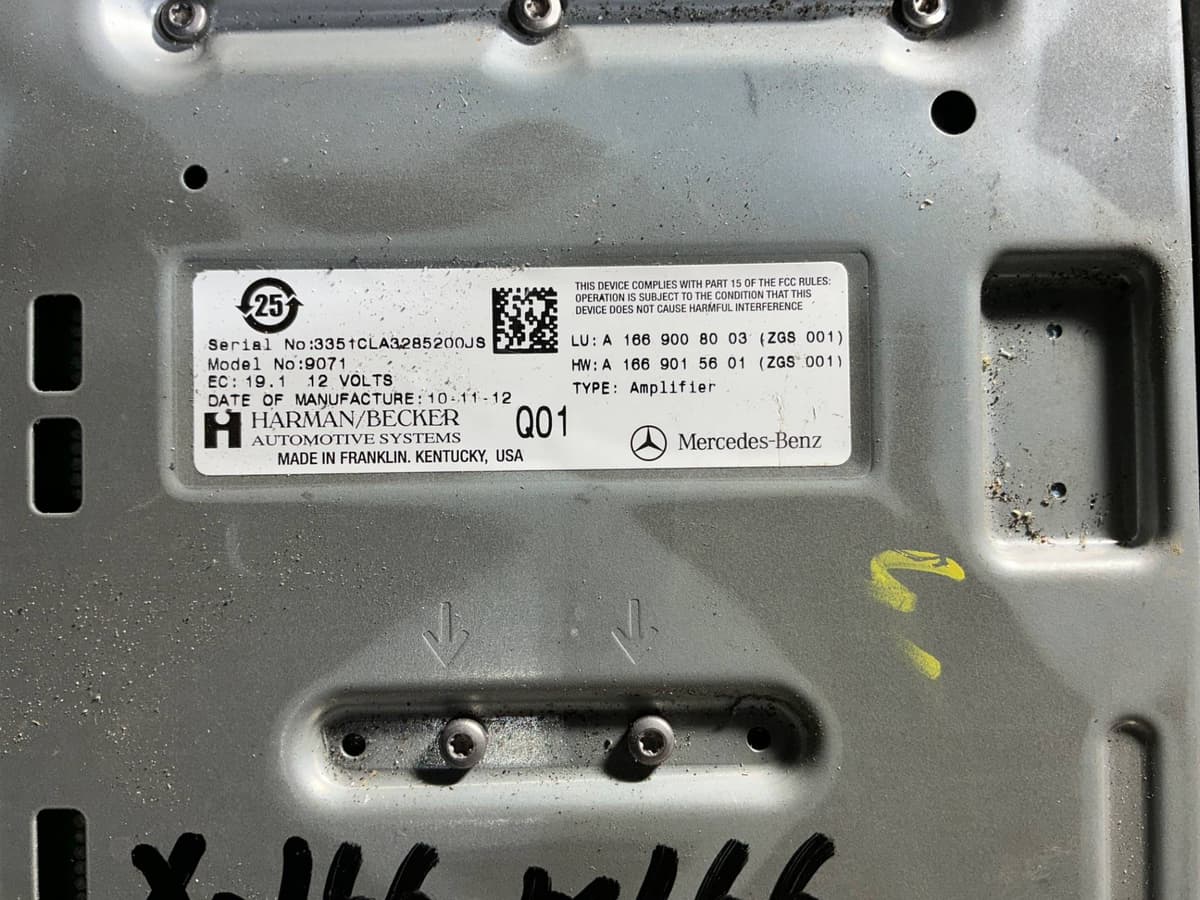 25
THIS DEVICE COMPLIES WITH PART 15 OF THE FCC RULES:
OPERATION IS SUBJECT TO THE CONDITION THAT THIS
DEVICE DOES NOT CAUSE HARMFUL INTERFERENCE
Serial No:3351CLA3285200JS
Model No:9071
EC: 19.1 12 VOLTS
DATE OF MANUFACTURE:10-11-12
LU: A 166 900 80 03 (ZGS 001)
HW: A 166 901 56 01 (ZGS 001)
TYPE: Amplifier
HARMAN/BECKER
AUTOMOTIVE SYSTEMS
MADE IN FRANKLIN. KENTUCKY, USA
Q01
Mercedes-Benz
X-166 m166